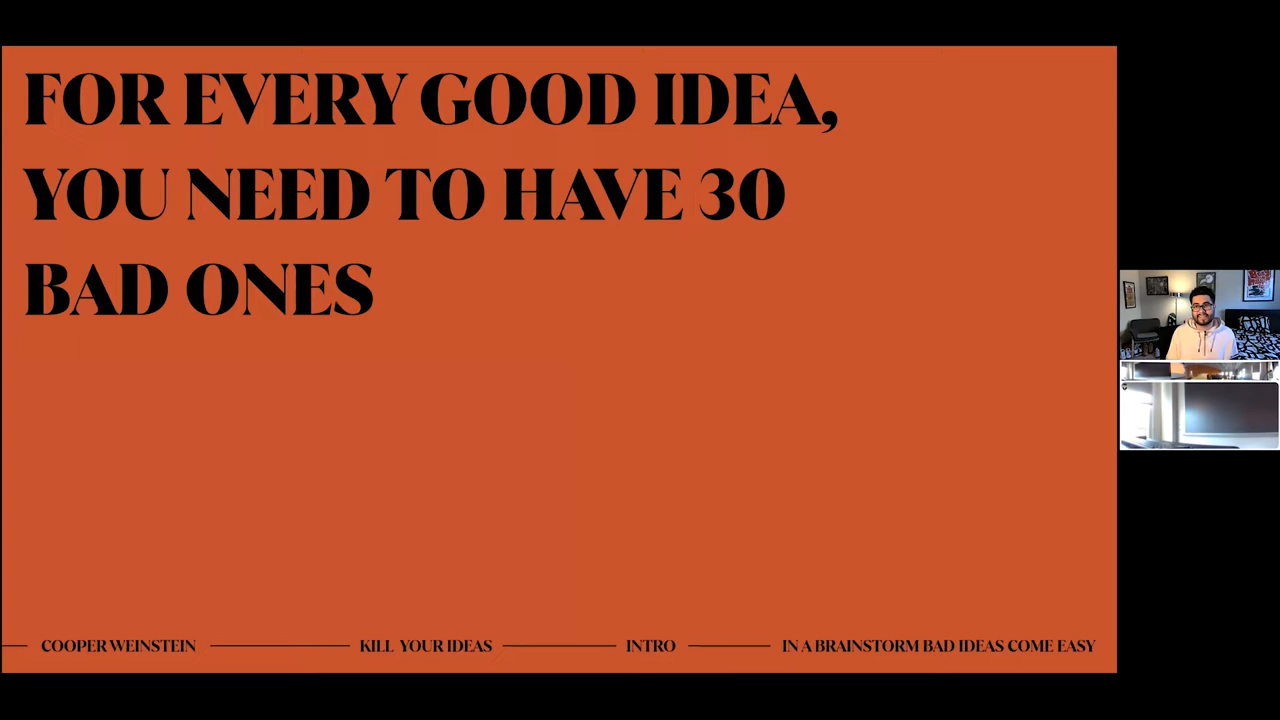 FOR EVERY GOOD IDEA,
YOU NEED TO HAVE 30
BAD ONES
COOPER WEINSTEIN
KILL YOUR IDEAS
INTRO
IN A BRAINSTORM BAD IDEAS COME EASY